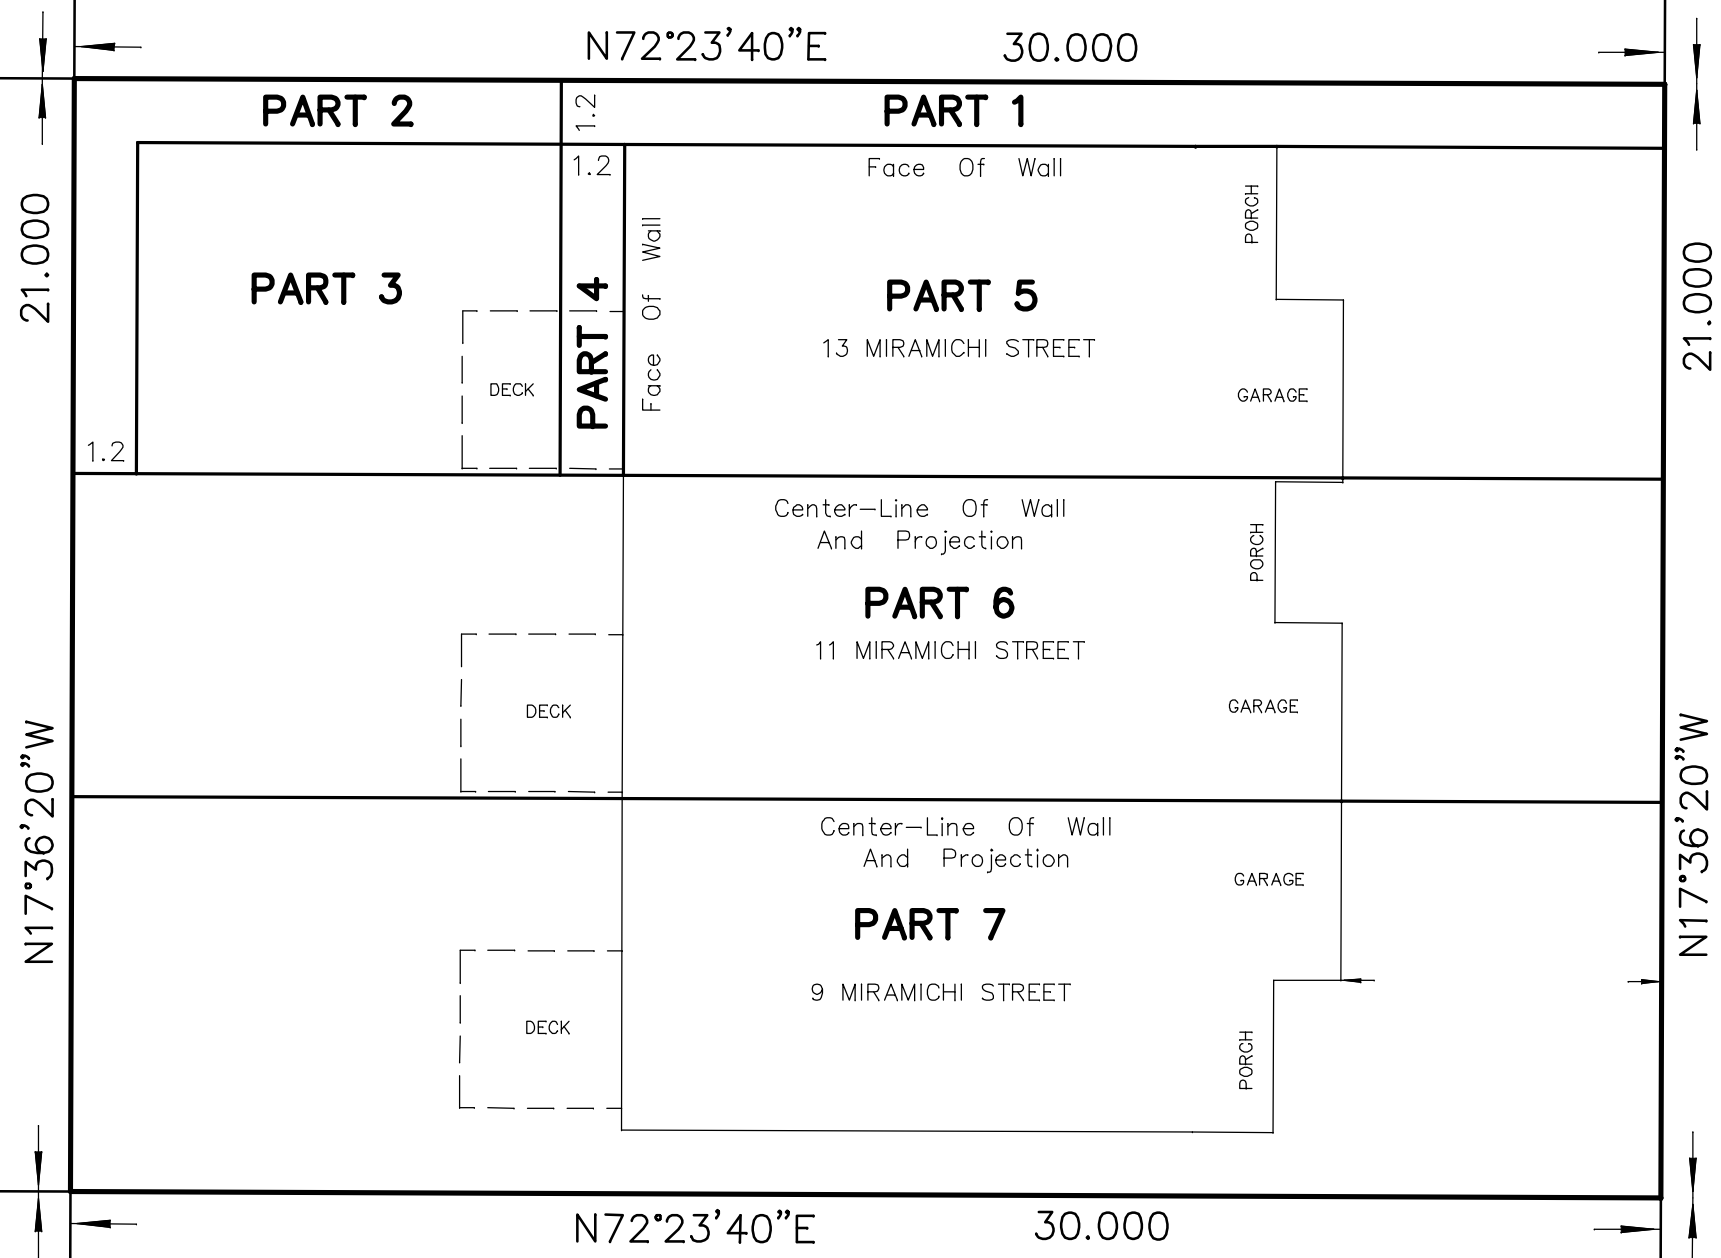 N72°23'40"E 30.000
PART 2
1.2
PART 1
1.2
Face Of Wall
PORCH
21.000
Face Of Wall
21.000
PART 3
PART 4
PART 5
13 MIRAMICHI STREET
DECK
GARAGE
1.2
Center-Line Of Wall
And Projection
PORCH
PART 6
11 MIRAMICHI STREET
DECK
GARAGE
N17°36'20"W
N17°36'20"W
Center-Line Of Wall
And Projection
GARAGE
PART 7
9 MIRAMICHI STREET
DECK
PORCH
N72°23'40"E 30.000